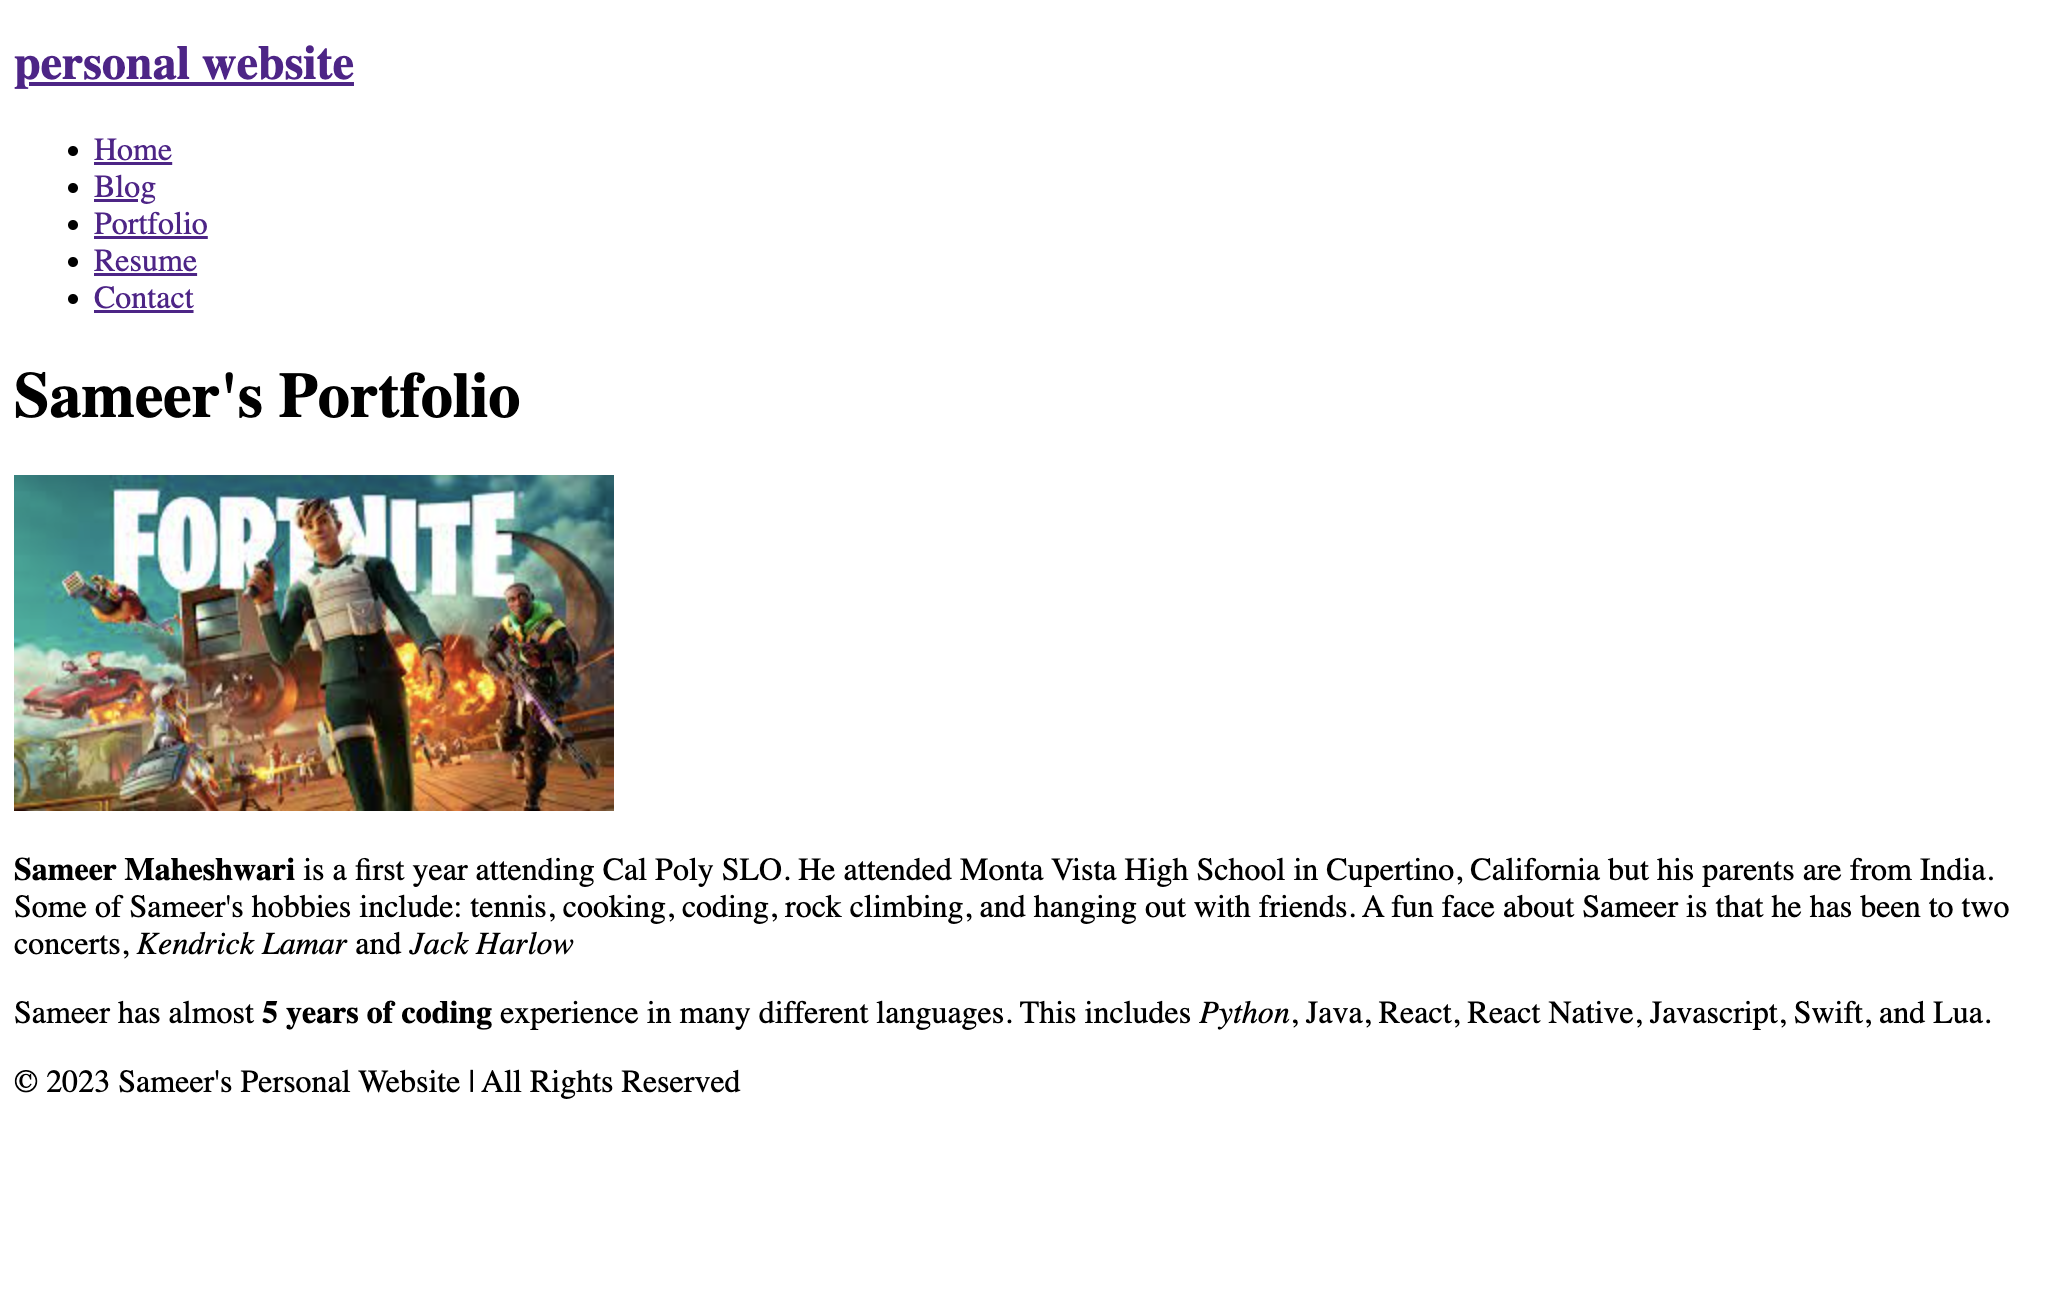 personal website
Home
Blog
Portfolio
Resume
Contact
Sameer's Portfolio
FORTNITE
Sameer Maheshwari is a first year attending Cal Poly SLO. He attended Monta Vista High School in Cupertino, California but his parents are from India.
Some of Sameer's hobbies include: tennis, cooking, coding, rock climbing, and hanging out with friends. A fun face about Sameer is that he has been to two
concerts, Kendrick Lamar and Jack Harlow
Sameer has almost 5 years of coding experience in many different languages. This includes Python, Java, React, React Native, Javascript, Swift, and Lua.
© 2023 Sameer's Personal Website | All Rights Reserved